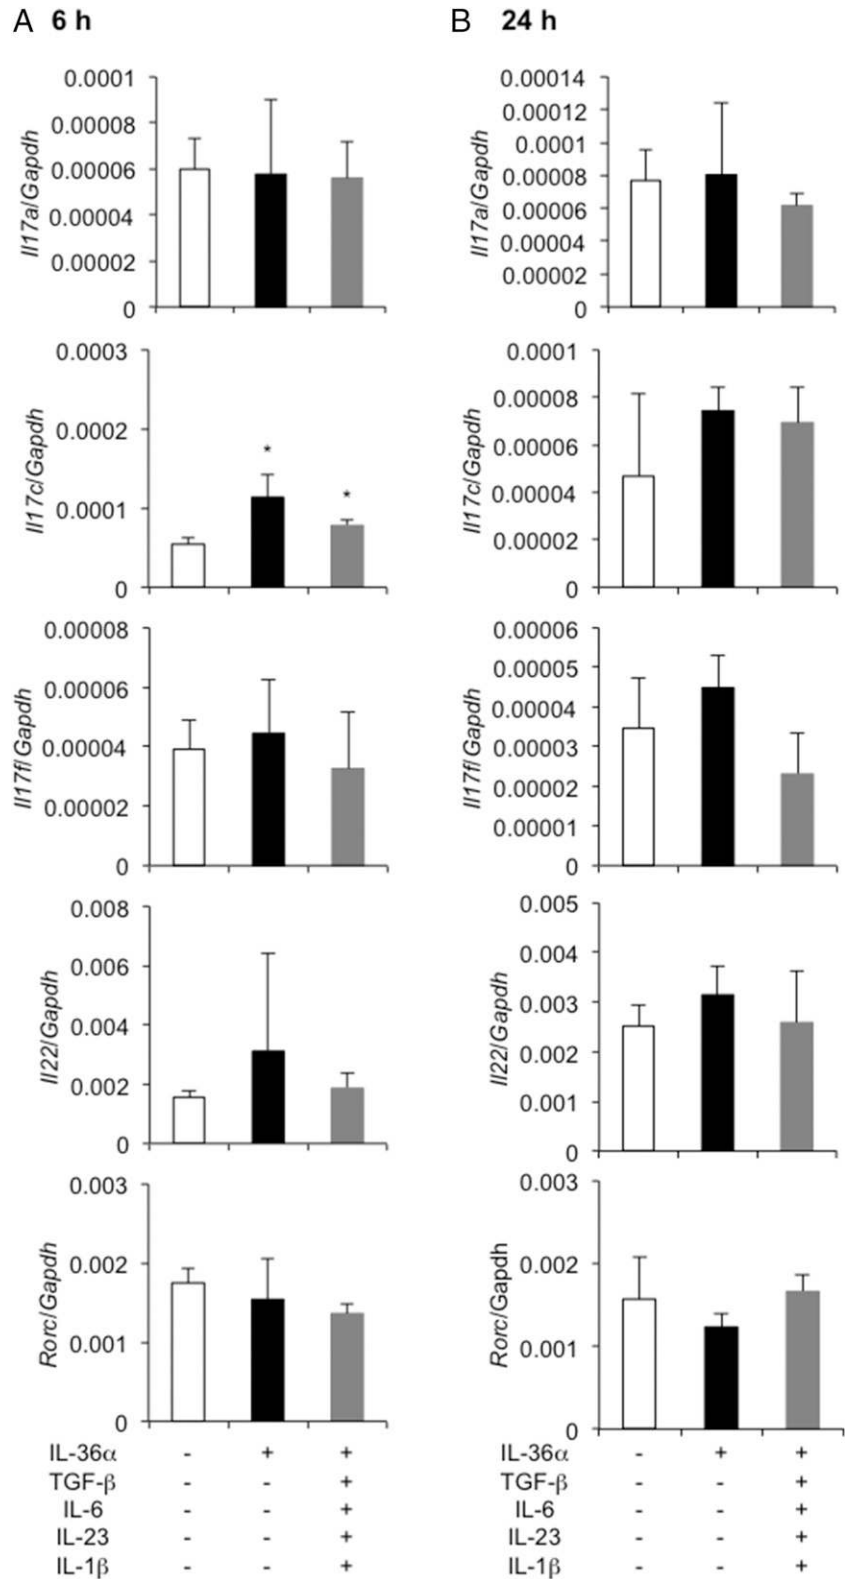 A 6 h
0.0001
0.00008
0.00006
0.00004
0.00002
0
Il17a/Gapdh
0.0003
0.0002
0.0001
0
Il17c/Gapdh
*
*
0.00008
0.00006
0.00004
0.00002
0
Il17f/Gapdh
0.008
0.006
0.004
0.002
0
Il22/Gapdh
0.003
0.002
0.001
0
Rorc/Gapdh
IL-36α - + +
TGF-β - - +
IL-6 - - +
IL-23 - - +
IL-1β - - +
B 24 h
0.00014
0.00012
0.0001
0.00008
0.00006
0.00004
0.00002
0
Il17a/Gapdh
0.0001
0.00008
0.00006
0.00004
0.00002
0
Il17c/Gapdh
0.00006
0.00005
0.00004
0.00003
0.00002
0.00001
0
Il17f/Gapdh
0.005
0.004
0.003
0.002
0.001
0
Il22/Gapdh
0.003
0.002
0.001
0
Rorc/Gapdh
IL-36α - + +
TGF-β - - +
IL-6 - - +
IL-23 - - +
IL-1β - - +